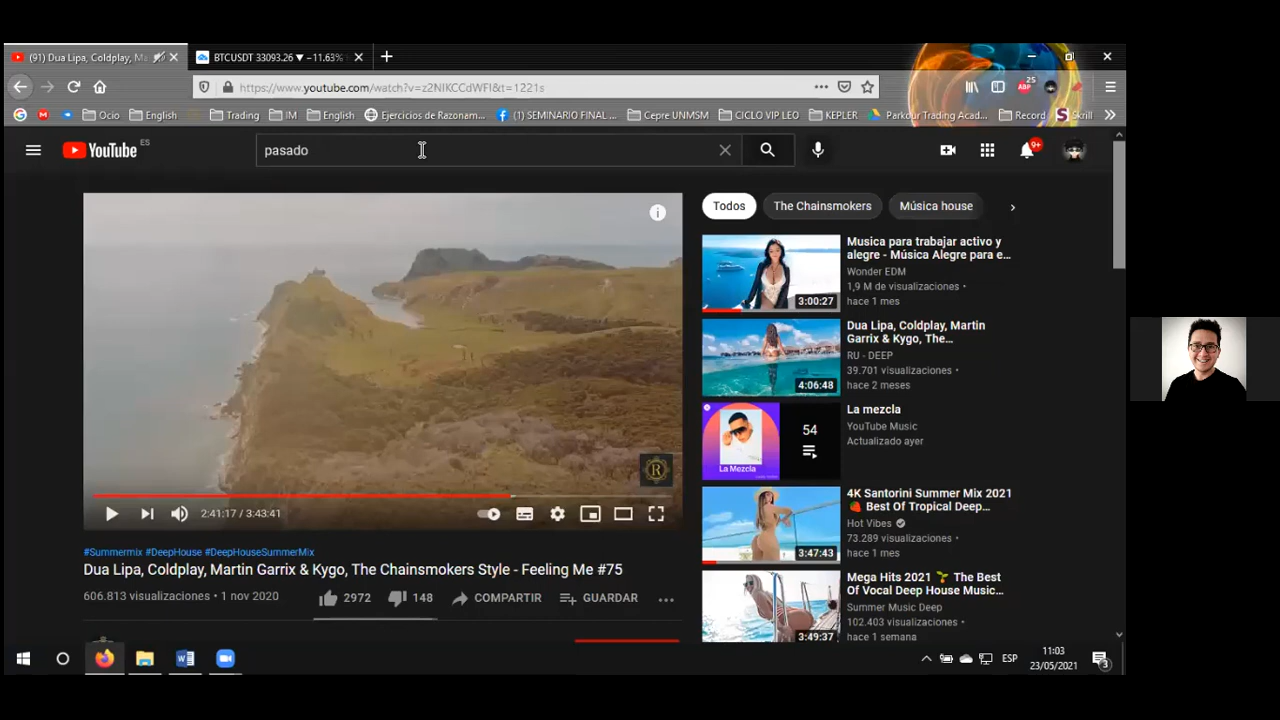 (91) Dua Lipa, Coldplay, Ma
BTCUSDT 33093.26 ▼ −11.63%
https://www.youtube.com/watch?v=z2NIKCCdWFI&t=1221s
25
ABP
Ocio
English
Trading
IM
English
Ejercicios de Razonam...
(1) SEMINARIO FINAL ...
Cepre UNMSM
CICLO VIP LEO
KEPLER
Parkour Trading Acad...
Record
Skrill
YouTube ES
pasado
9+
Todos
The Chainsmokers
Música house
Musica para trabajar activo y
alegre - Música Alegre para e...
Wonder EDM
1,9 M de visualizaciones •
hace 1 mes
3:00:27
Dua Lipa, Coldplay, Martin
Garrix & Kygo, The...
RU - DEEP
39.701 visualizaciones •
hace 2 meses
4:06:48
La mezcla
YouTube Music
Actualizado ayer
54
La Mezcla
4K Santorini Summer Mix 2021
🍓 Best Of Tropical Deep...
Hot Vibes
73.289 visualizaciones •
hace 1 mes
3:47:43
Mega Hits 2021 🌱 The Best
Of Vocal Deep House Music...
Summer Music Deep
102.403 visualizaciones •
hace 1 semana
3:49:37
R
2:41:17 / 3:43:41
#Summermix #DeepHouse #DeepHouseSummerMix
Dua Lipa, Coldplay, Martin Garrix & Kygo, The Chainsmokers Style - Feeling Me #75
606.813 visualizaciones • 1 nov 2020
2972
148
COMPARTIR
GUARDAR
ESP
11:03
23/05/2021
3